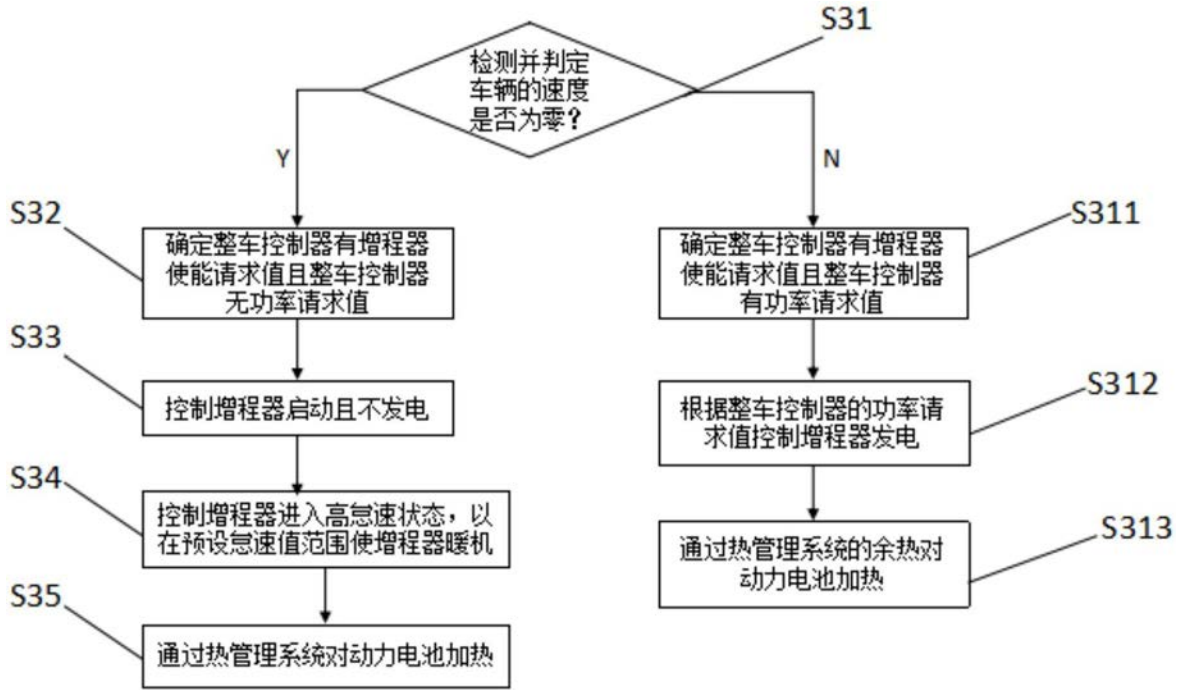 S31
检测并判定
车辆的速度
是否为零？
Y
N
S32
确定整车控制器有增程器
使能请求值且整车控制器
无功率请求值
S311
确定整车控制器有增程器
使能请求值且整车控制器
有功率请求值
S33
控制增程器启动且不发电
S312
根据整车控制器的功率请
求值控制增程器发电
S34
控制增程器进入高怠速状态，以
在预设怠速值范围使增程器暖机
S313
通过热管理系统的余热对
动力电池加热
S35
通过热管理系统对动力电池加热